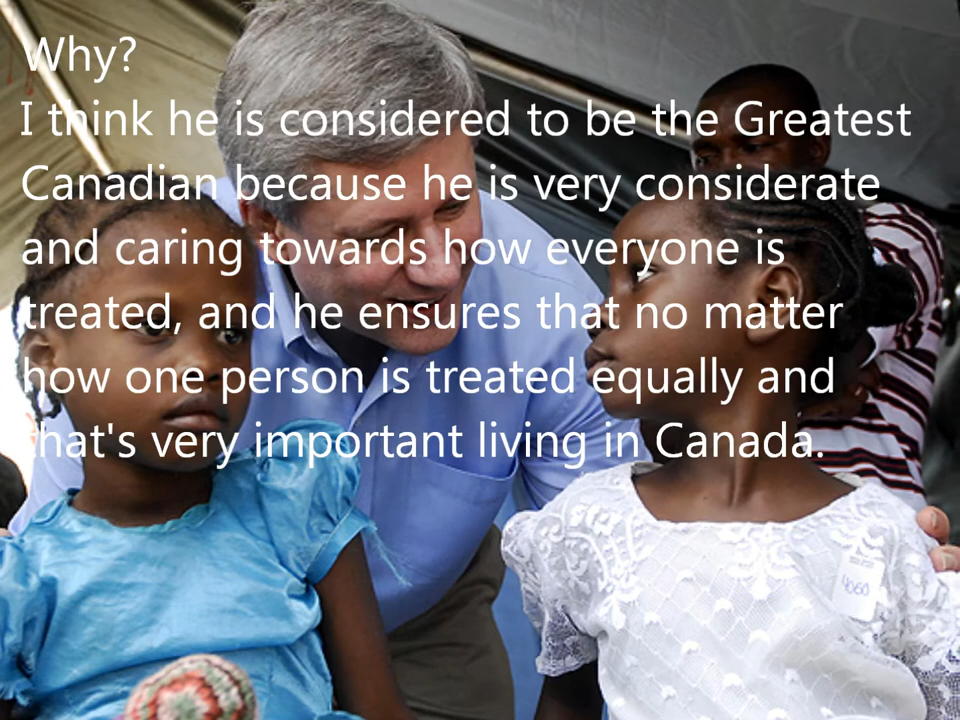 Why?
I think he is considered to be the Greatest
Canadian because he is very considerate
and caring towards how everyone is
treated, and he ensures that no matter
how one person is treated equally and
that's very important living in Canada.
4060